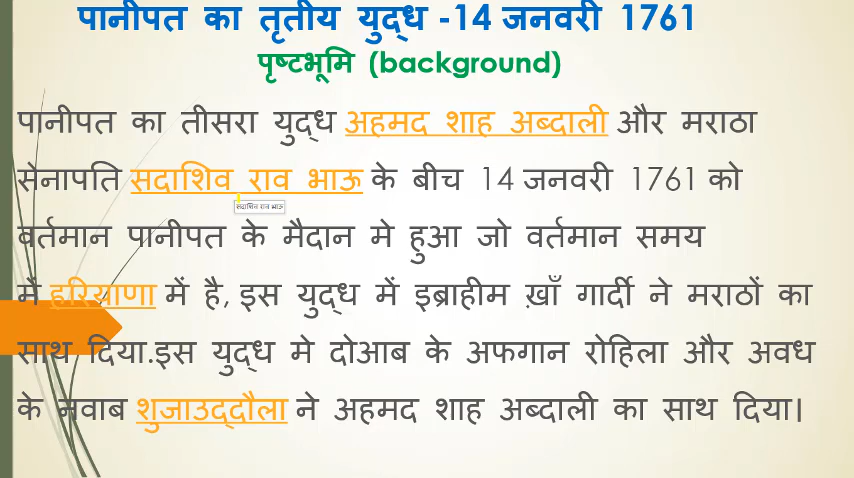 पानीपत का तृतीय युद्ध -14 जनवरी 1761
पृष्टभूमि (background)
पानीपत का तीसरा युद्ध अहमद शाह अब्दाली और मराठा
सेनापति सदाशिव राव भाऊ के बीच 14 जनवरी 1761 को
सदाशिव राव भाऊ
वर्तमान पानीपत के मैदान मे हुआ जो वर्तमान समय
में हरियाणा में है, इस युद्ध में इब्राहीम ख़ाँ गार्दी ने मराठों का
साथ दिया.इस युद्ध मे दोआब के अफगान रोहिला और अवध
के नवाब शुजाउद्दौला ने अहमद शाह अब्दाली का साथ दिया।